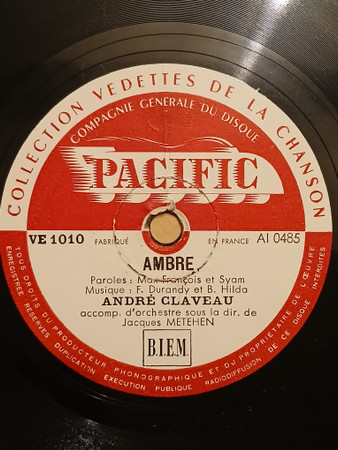 COLLECTION VEDETTES DE LA CHANSON
COMPAGNIE GÉNÉRALE DU DISQUE
PACIFIC
VE 1010 FABRIQUÉ EN FRANCE AI 0485
AMBRE.
Paroles : Max François et Syam
Musique : F. Durandy et B. Hilda
ANDRÉ CLAVEAU
accomp. d'orchestre sous la dir. de
Jacques METEHEN
B.I.E.M.
TOUS DROITS DU PRODUCTEUR PHONOGRAPHIQUE ET DU PROPRIÉTAIRE DE L'ŒUVRE
ENREGISTRÉE RÉSERVÉS DUPLICATION EXÉCUTION PUBLIQUE RADIODIFFUSION DE CE DISQUE INTERDITES